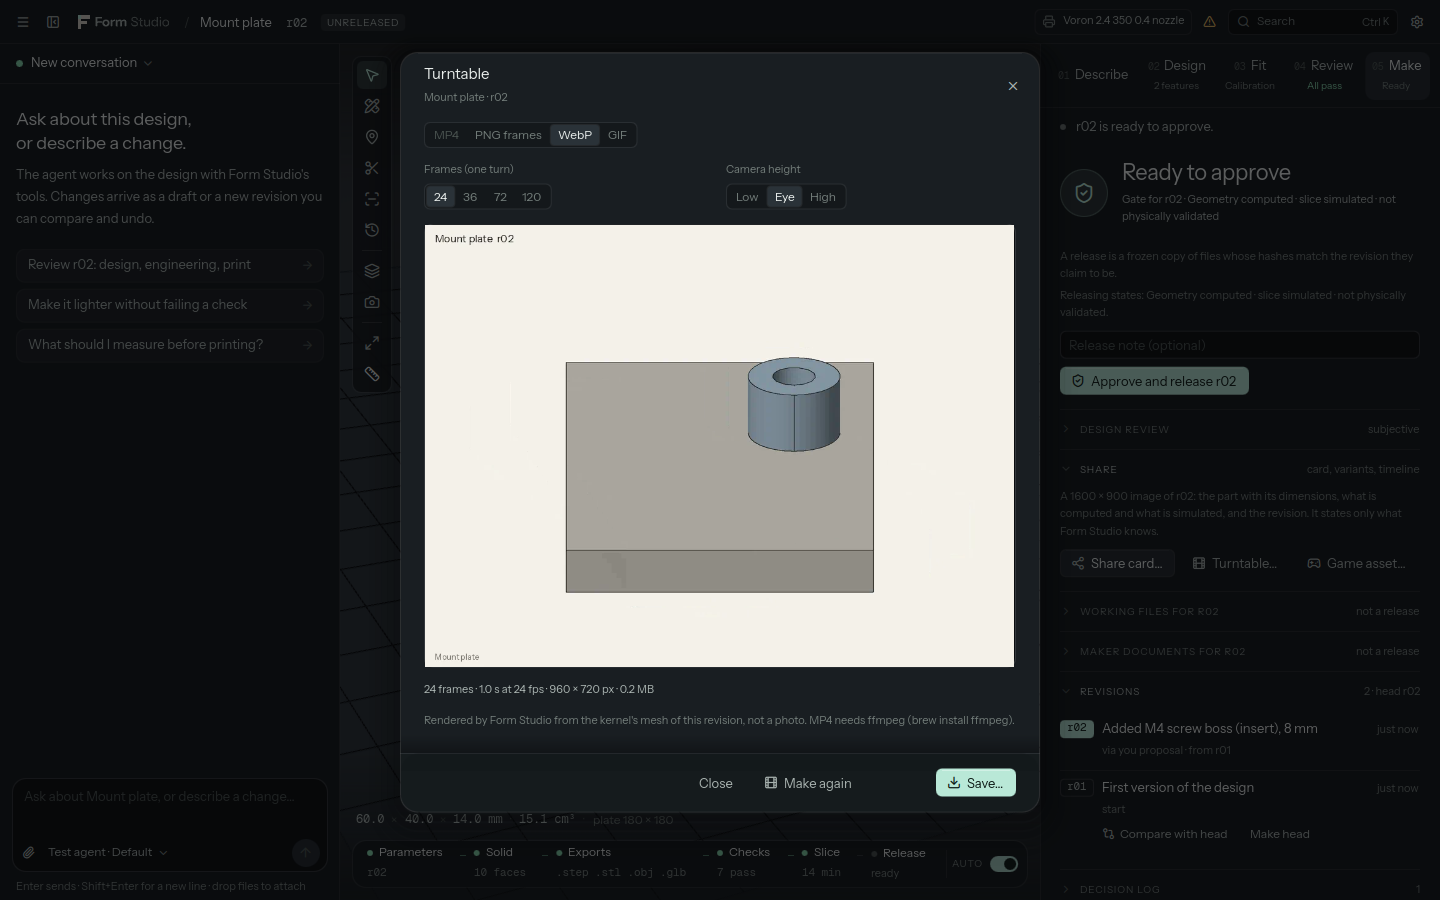 Form Studio / Mount plate r02 UNRELEASED
Voron 2.4 350 0.4 nozzle
Search Ctrl K
New conversation
Ask about this design,
or describe a change.
The agent works on the design with Form Studio's
tools. Changes arrive as a draft or a new revision you
can compare and undo.
Review r02: design, engineering, print
Make it lighter without failing a check
What should I measure before printing?
Ask about Mount plate, or describe a change...
Test agent · Default
Enter sends · Shift+Enter for a new line · drop files to attach
Turntable
Mount plate · r02
MP4 PNG frames WebP GIF
Frames (one turn)
24 36 72 120
Camera height
Low Eye High
Mount plate r02
Mount plate
24 frames · 1.0 s at 24 fps · 960 × 720 px · 0.2 MB
Rendered by Form Studio from the kernel's mesh of this revision, not a photo. MP4 needs ffmpeg (brew install ffmpeg).
Close
Make again
Save...
60.0 × 40.0 × 14.0 mm 15.1 cm³ plate 180 × 180
Parameters
r02
Solid
10 faces
Exports
.step .stl .obj .glb
Checks
7 pass
Slice
14 min
Release
ready
AUTO
01 Describe
02 Design
2 features
03 Fit
Calibration
04 Review
All pass
05 Make
Ready
r02 is ready to approve.
Ready to approve
Gate for r02 · Geometry computed · slice simulated · not
physically validated
A release is a frozen copy of files whose hashes match the revision they
claim to be.
Releasing states: Geometry computed · slice simulated · not physically
validated.
Release note (optional)
Approve and release r02
DESIGN REVIEW subjective
SHARE card, variants, timeline
A 1600 × 900 image of r02: the part with its dimensions, what is
computed and what is simulated, and the revision. It states only what
Form Studio knows.
Share card... Turntable... Game asset...
WORKING FILES FOR R02 not a release
MAKER DOCUMENTS FOR R02 not a release
REVISIONS 2 · head r02
r02 Added M4 screw boss (insert), 8 mm just now
via you proposal · from r01
r01 First version of the design just now
start
Compare with head Make head
DECISION LOG 1